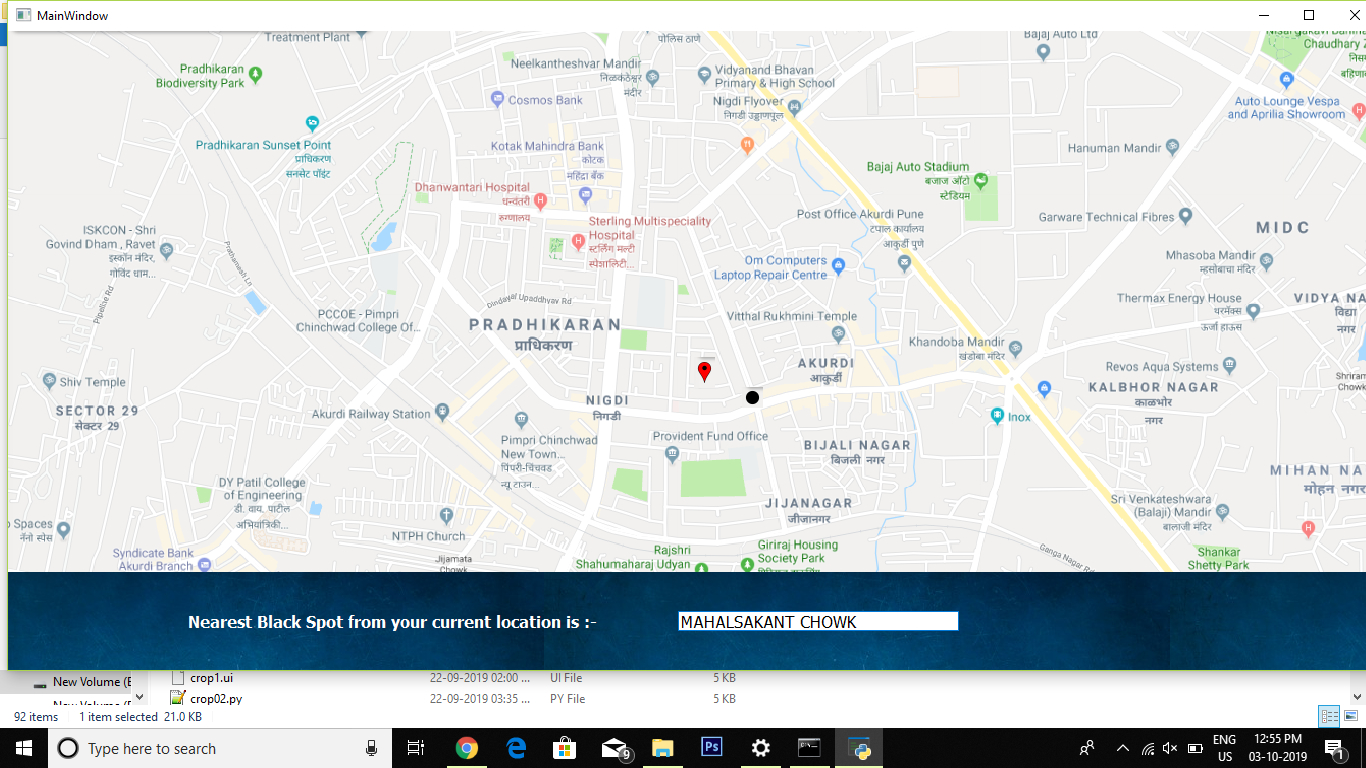 MainWindow
Treatment Plant
पोलिस ठाणे
Bajaj Auto Ltd
Chaudhary
Pradhikaran
Biodiversity Park
Neelkantheshvar Mandir
निळकंठेश्वर
मंदीर
Vidyanand Bhavan
Primary & High School
Cosmos Bank
Nigdi Flyover
निगडी उड्डाणपूल
Auto Lounge Vespa
and Aprilia Showroom
Pradhikaran Sunset Point
प्राधिकरण
सनसेट पॉइंट
Kotak Mahindra Bank
कोटक
महिंद्रा बँक
Hanuman Mandir
Bajaj Auto Stadium
बजाज ऑटो
स्टेडियम
Dhanwantari Hospital
धन्वंतरी
रुग्णालय
Sterling Multispeciality
Hospital
स्टर्लिंग मल्टी
स्पेशालिटी...
Post Office Akurdi Pune
टपाल कार्यालय
आकुर्डी पुणे
Garware Technical Fibres
MIDC
ISKCON - Shri
Govind Dham , Ravet
इस्कॉन मंदिर,
गोविंद धाम...
Prathamesh Ln
Om Computers
Laptop Repair Centre
Mhasoba Mandir
म्हसोबाचा मंदिर
Pipeline Rd
Dindayal Upaddhyay Rd
Thermax Energy House
थरमॅक्स
ऊर्जा हाऊस
VIDYA NA
विद्या
नगर
PCCOE - Pimpri
Chinchwad College Of...
PRADHIKARAN
प्राधिकरण
Vitthal Rukhmini Temple
Khandoba Mandir
खंडोबा मंदिर
AKURDI
आकुर्डी
Revos Aqua Systems
Shiv Temple
KALBHOR NAGAR
काळभोर
नगर
Shriram
Chowk
SECTOR 29
सेक्टर 29
Akurdi Railway Station
NIGDI
निगडी
Inox
Pimpri Chinchwad
New Town...
पिंपरी-चिंचवड
न्यू टाउन...
Provident Fund Office
BIJALI NAGAR
बिजली नगर
MIHAN NA
मोहन नगर
DY Patil College
of Engineering
डी. वाय. पाटील
अभियांत्रिकी...
JIJANAGAR
जीजानगर
Sri Venkateshwara
(Balaji) Mandir
बालाजी मंदिर
o Spaces
नॅनो स्पेस
NTPH Church
Syndicate Bank
Akurdi Branch
Jijamata
Chowk
Rajshri
Shahumaharaj Udyan
Giriraj Housing
Society Park
Ganga Nagar Rd
Shankar
Shetty Park
Nearest Black Spot from your current location is :- MAHALSAKANT CHOWK
New Volume (E crop1.ui 22-09-2019 02:00 ... UI File 5 KB
crop02.py 22-09-2019 03:35 ... PY File 5 KB
92 items 1 item selected 21.0 KB
Type here to search 9 Ps ENG US 12:55 PM 03-10-2019 1